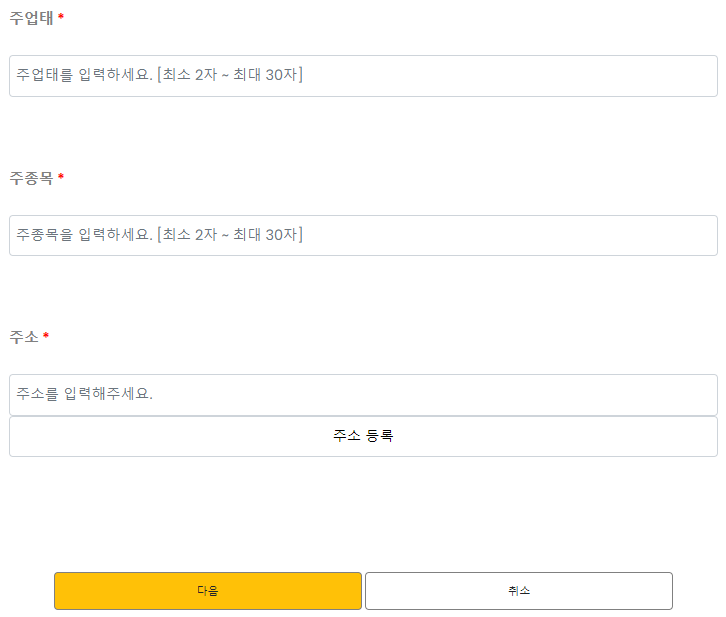 주업태 *
주업태를 입력하세요. [최소 2자 ~ 최대 30자]
주종목 *
주종목을 입력하세요. [최소 2자 ~ 최대 30자]
주소 *
주소를 입력해주세요.
주소 등록
다음 취소